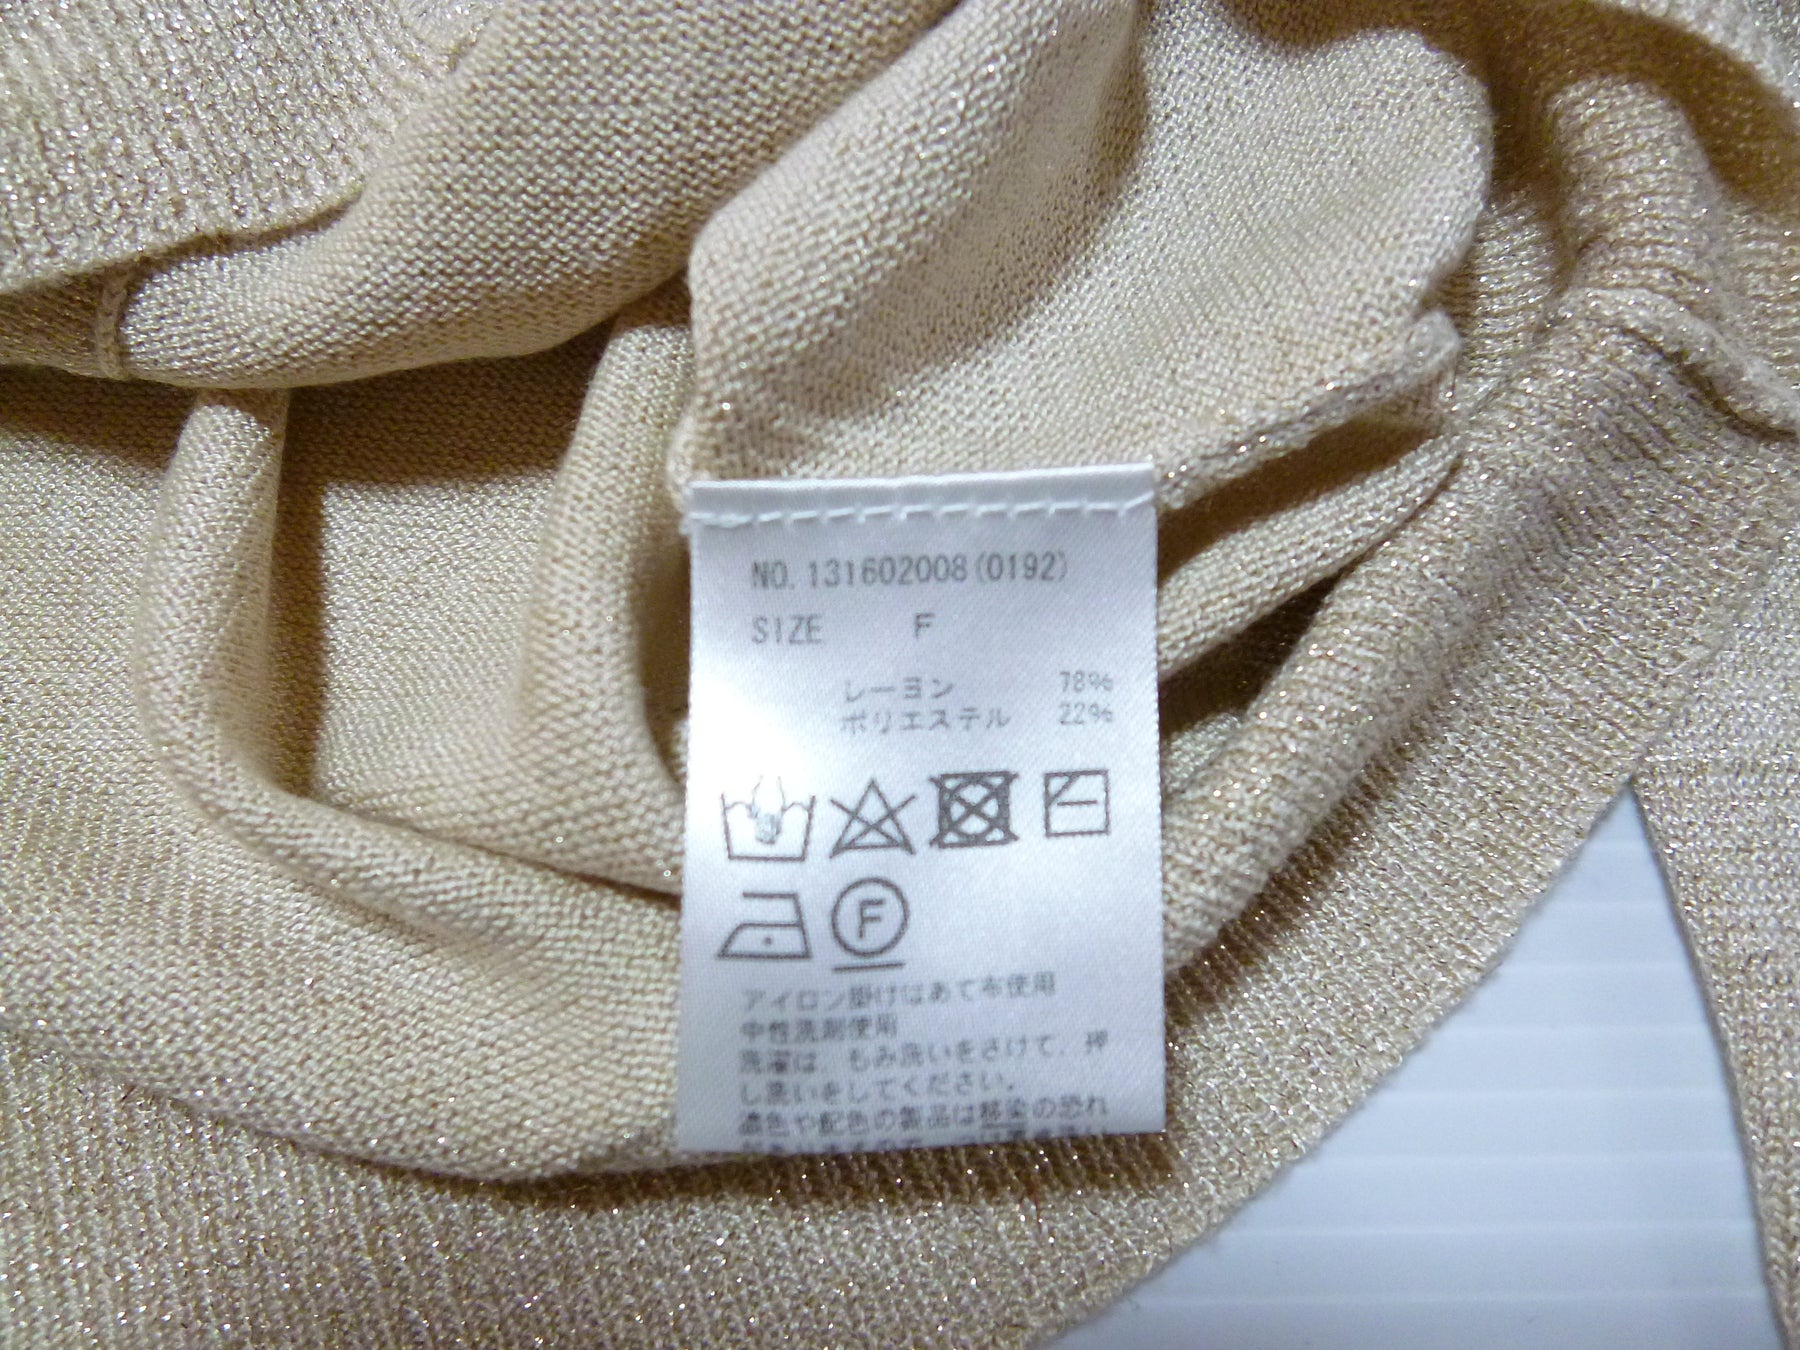 NO.131602008(0192)
SIZE F
レーヨン 78%
ポリエステル 22%
F
アイロン掛けはあて布使用
中性洗剤使用
洗濯は、もみ洗いをさけて、押
し洗いをしてください。
濃色や配色の製品は移染の恐れ